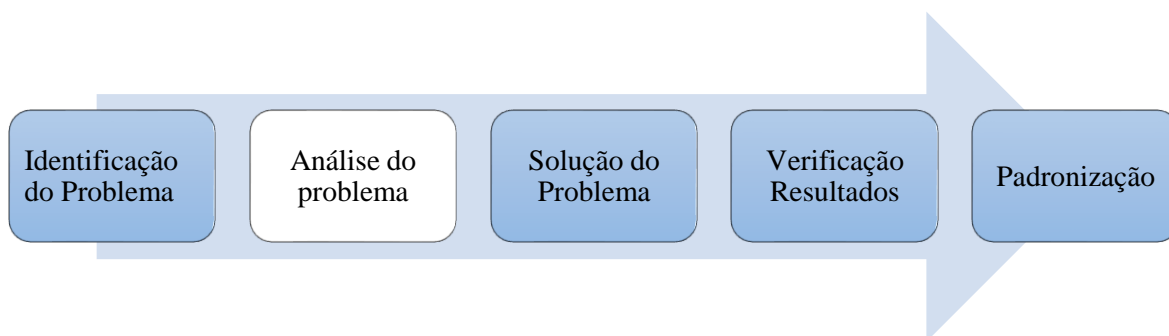 Identificação
do Problema
Análise do
problema
Solução do
Problema
Verificação
Resultados
Padronização